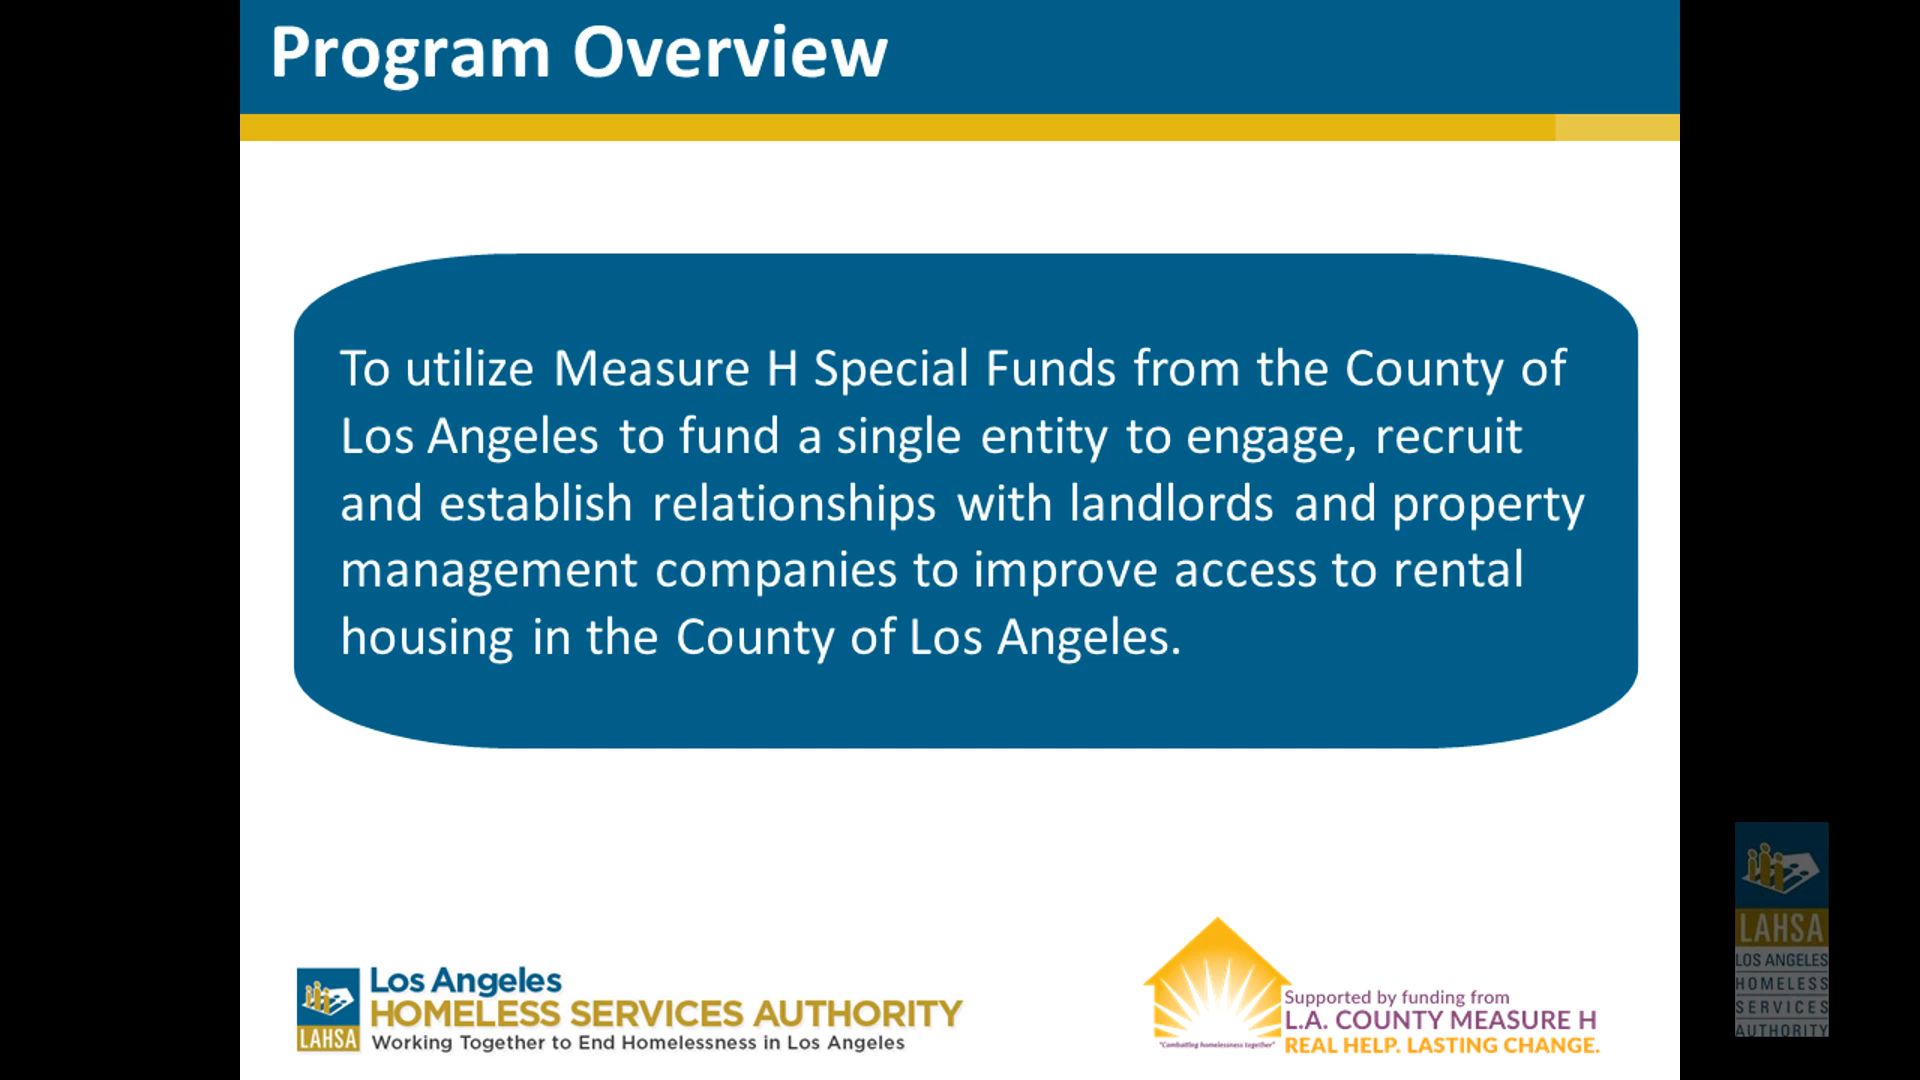 Program Overview
To utilize Measure H Special Funds from the County of
Los Angeles to fund a single entity to engage, recruit
and establish relationships with landlords and property
management companies to improve access to rental
housing in the County of Los Angeles.
LAHSA
Los Angeles
HOMELESS SERVICES AUTHORITY
Working Together to End Homelessness in Los Angeles
"Combatting homelessness together"
Supported by funding from
L.A. COUNTY MEASURE H
REAL HELP. LASTING CHANGE.
LAHSA
LOS ANGELES
HOMELESS
SERVICES
AUTHORITY